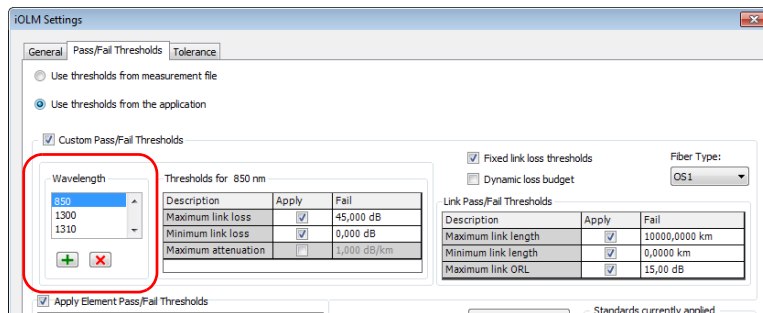 iOLM Settings
General Pass/Fail Thresholds Tolerance
Use thresholds from measurement file
Use thresholds from the application
Custom Pass/Fail Thresholds
Wavelength
850
1300
1310
Thresholds for 850 nm
Description Apply Fail
Maximum link loss 45,000 dB
Minimum link loss 0,000 dB
Maximum attenuation 1,000 dB/km
Fixed link loss thresholds
Dynamic loss budget
Fiber Type:
OS1
Link Pass/Fail Thresholds
Description Apply Fail
Maximum link length 10000,0000 km
Minimum link length 0,0000 km
Maximum link ORL 15,00 dB
Apply Element Pass/Fail Thresholds
Standards currently applied